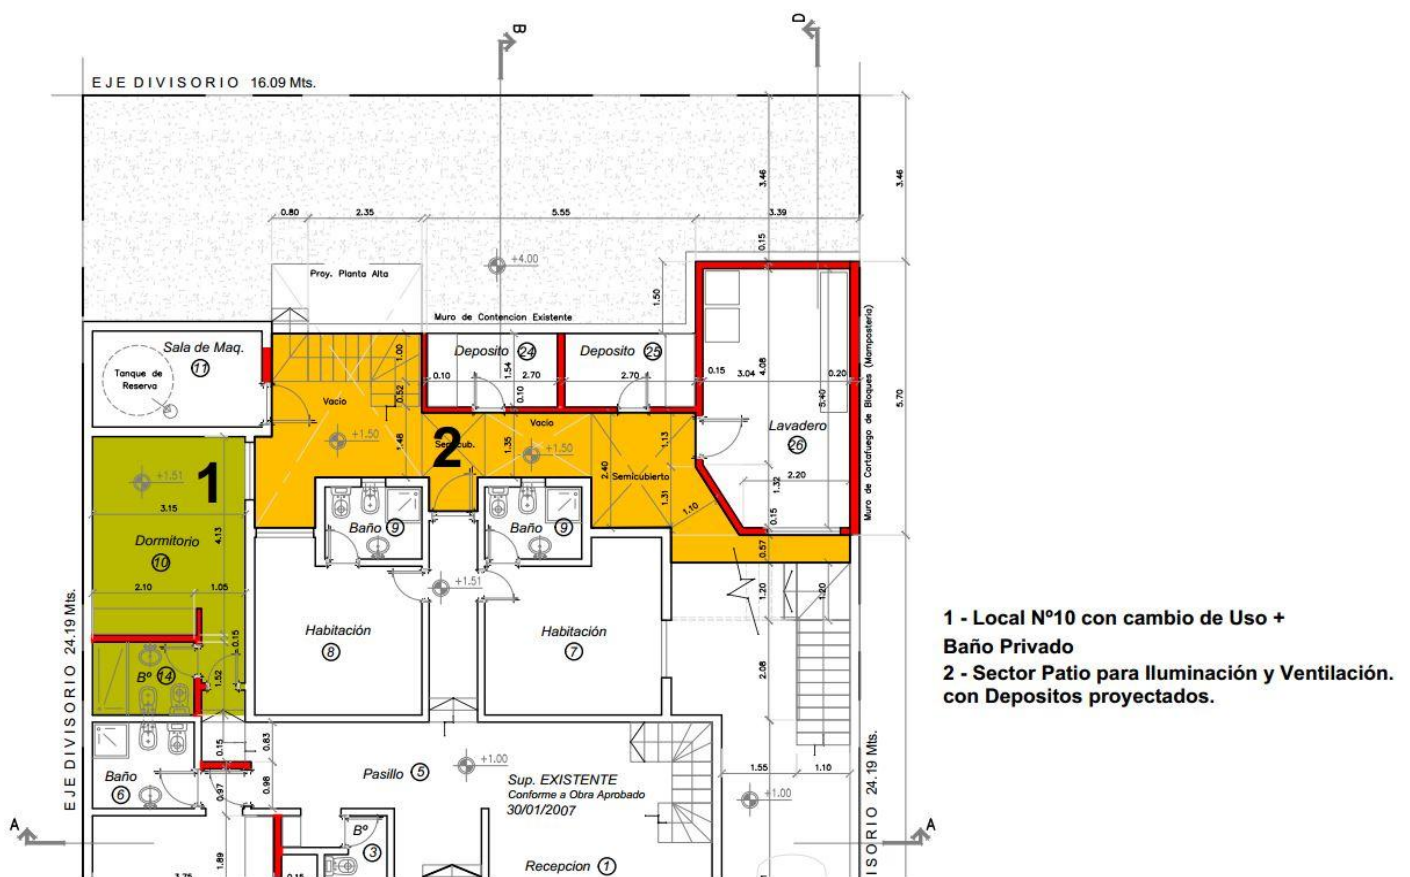 B
D
EJE DIVISORIO 16.09 Mts.
3.46
3.46
0.80
2.35
5.55
3.39
0.15
+4.00
Proy. Planta Alta
1.50
Muro de Contencion Existente
Sala de Maq.
11
Tanque de
Reserva
1.00
Deposito 24
Deposito 25
1.54
0.10
2.70
2.70
0.15
3.04
4.08
0.20
0.52
0.10
5.40
5.70
Muro de Cortafuego de Bloques (Mamposteria)
Vacio
+1.50
1.48
2
Vacio
1.35
+1.50
1.13
Lavadero
26
Semicubierto
2.40
1.31
2.20
1.32
1.10
0.15
1
+1.51
3.15
4.13
Dormitorio
10
2.10
1.05
Baño 9
Baño 9
+1.51
0.57
1.20
1.20
EJE DIVISORIO 24.19 Mts.
Habitación
8
Habitación
7
0.15
Bº 14
1.52
2.08
1 - Local Nº10 con cambio de Uso +
Baño Privado
2 - Sector Patio para Iluminación y Ventilación.
con Depositos proyectados.
0.15
0.83
Baño
6
0.97
0.98
Pasillo 5
+1.00
Sup. EXISTENTE
Conforme a Obra Aprobado
30/01/2007
1.55
1.10
+1.00
24.19 Mts.
ISORIO
A
A
Bº
3
1.89
3.75
0.15
Recepcion 1